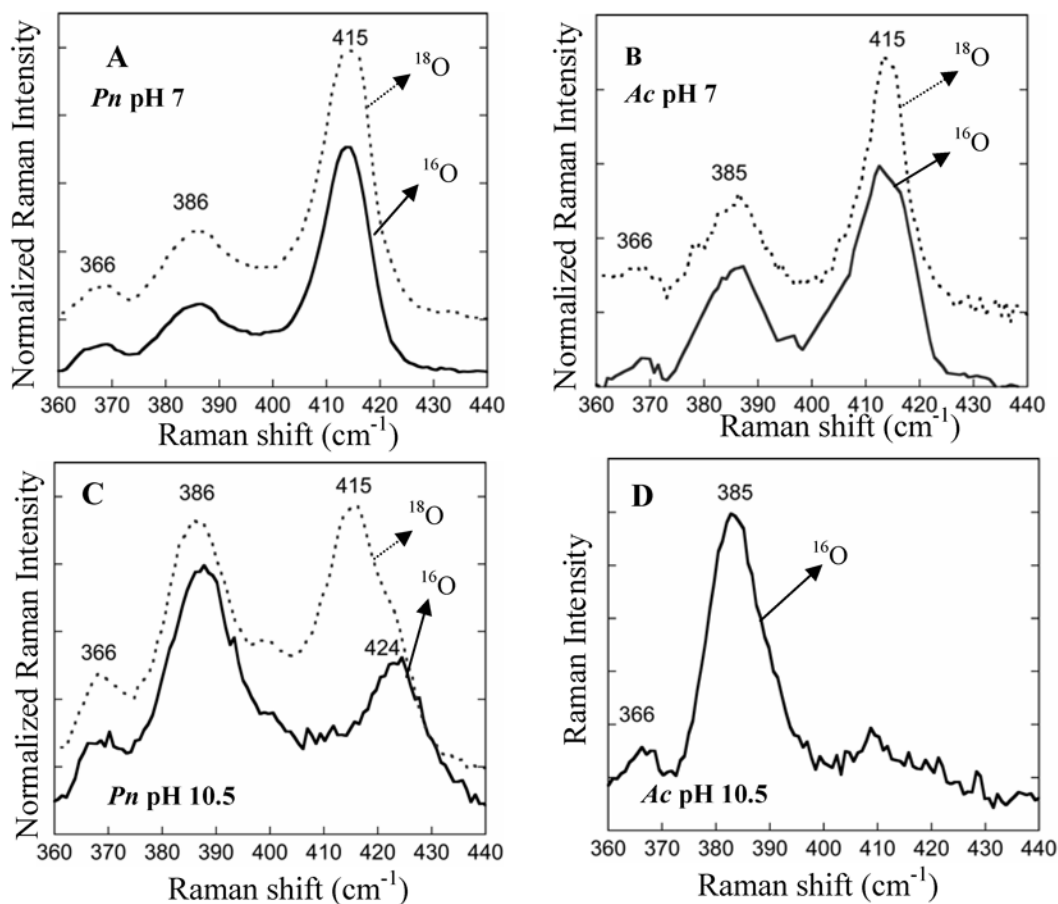 A
Pn pH 7
366
386
415
¹⁸O
¹⁶O
Normalized Raman Intensity
360 370 380 390 400 410 420 430 440
Raman shift (cm⁻¹)
B
Ac pH 7
366
385
415
¹⁸O
¹⁶O
Normalized Raman Intensity
360 370 380 390 400 410 420 430 440
Raman shift (cm⁻¹)
C
366
386
415
424
¹⁸O
¹⁶O
Pn pH 10.5
Normalized Raman Intensity
360 370 380 390 400 410 420 430 440
Raman shift (cm⁻¹)
D
366
385
¹⁶O
Ac pH 10.5
Raman Intensity
360 370 380 390 400 410 420 430 440
Raman shift (cm⁻¹)